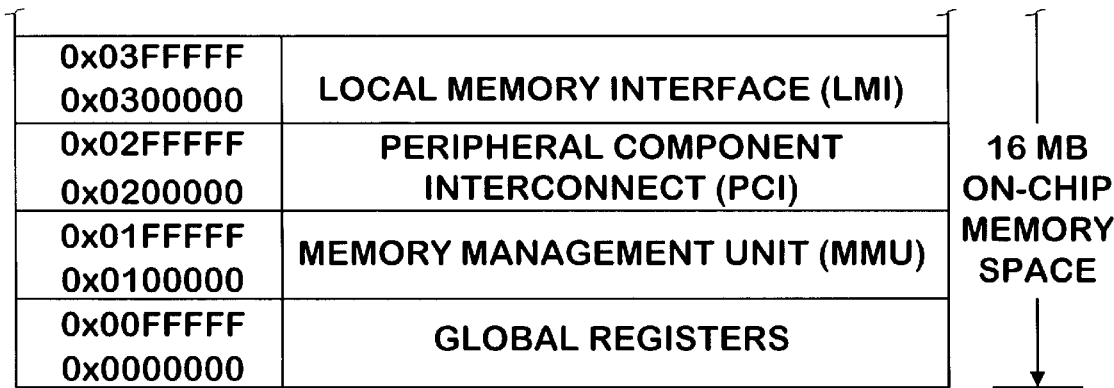 0x03FFFFF
0x0300000
LOCAL MEMORY INTERFACE (LMI)
0x02FFFFF
0x0200000
PERIPHERAL COMPONENT
INTERCONNECT (PCI)
0x01FFFFF
0x0100000
MEMORY MANAGEMENT UNIT (MMU)
0x00FFFFF
0x0000000
GLOBAL REGISTERS
16 MB
ON-CHIP
MEMORY
SPACE